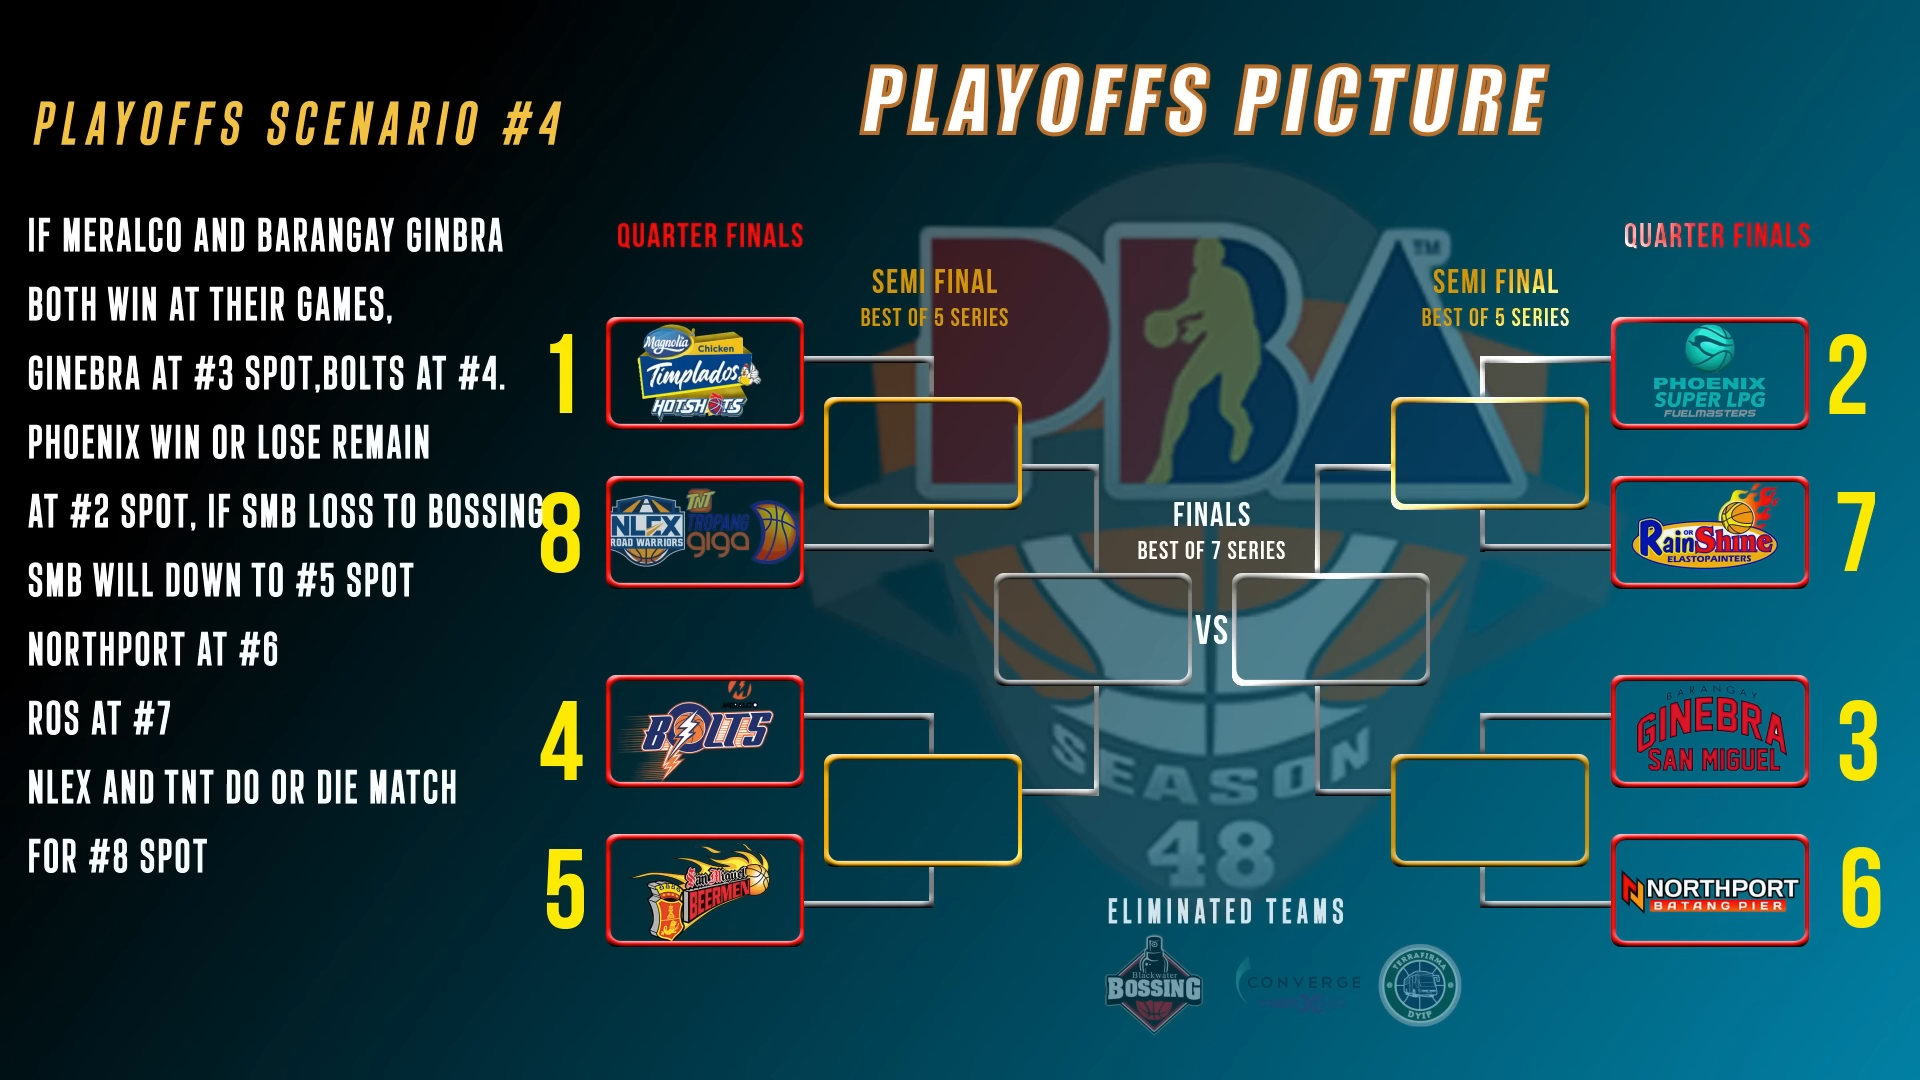 PLAYOFFS PICTURE
PLAYOFFS SCENARIO #4
IF MERALCO AND BARANGAY GINBRA
BOTH WIN AT THEIR GAMES,
GINEBRA AT #3 SPOT,BOLTS AT #4.
PHOENIX WIN OR LOSE REMAIN
AT #2 SPOT, IF SMB LOSS TO BOSSING
SMB WILL DOWN TO #5 SPOT
NORTHPORT AT #6
ROS AT #7
NLEX AND TNT DO OR DIE MATCH
FOR #8 SPOT
QUARTER FINALS
SEMI FINAL
BEST OF 5 SERIES
1
Magnolia
Chicken
Timplados
HOTSHOTS
8
NLEX
ROAD WARRIORS
TNT
TROPANG
giga
4
BOLTS
5
San Miguel
BEERMEN
PBA
TM
FINALS
BEST OF 7 SERIES
VS
SEASON
48
QUARTER FINALS
SEMI FINAL
BEST OF 5 SERIES
2
PHOENIX
SUPER LPG
FUELMASTERS
7
Rain OR Shine
ELASTOPAINTERS
3
BARANGAY
GINEBRA
SAN MIGUEL
6
NORTHPORT
BATANG PIER
ELIMINATED TEAMS
Blackwater
BOSSING
CONVERGE
TERRAFIRMA
DYIP